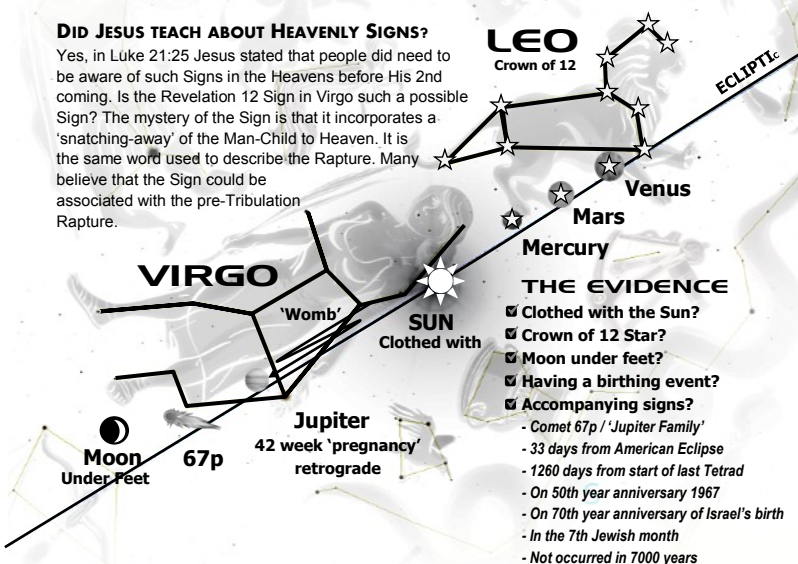 DID JESUS TEACH ABOUT HEAVENLY SIGNS?
Yes, in Luke 21:25 Jesus stated that people did need to
be aware of such Signs in the Heavens before His 2nd
coming. Is the Revelation 12 Sign in Virgo such a possible
Sign? The mystery of the Sign is that it incorporates a
‘snatching-away’ of the Man-Child to Heaven. It is
the same word used to describe the Rapture. Many
believe that the Sign could be
associated with the pre-Tribulation
Rapture.
LEO
Crown of 12
ECLIPTIc
Venus
Mars
Mercury
VIRGO
‘Womb’
SUN
Clothed with
Jupiter
42 week ‘pregnancy’
retrograde
67p
Moon
Under Feet
THE EVIDENCE
Clothed with the Sun?
Crown of 12 Star?
Moon under feet?
Having a birthing event?
Accompanying signs?
- Comet 67p / ‘Jupiter Family’
- 33 days from American Eclipse
- 1260 days from start of last Tetrad
- On 50th year anniversary 1967
- On 70th year anniversary of Israel’s birth
- In the 7th Jewish month
- Not occurred in 7000 years